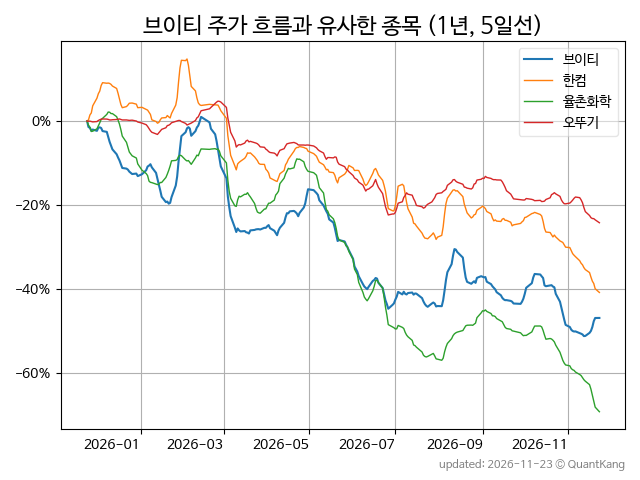 브이티 주가 흐름과 유사한 종목 (1년, 5일선)
브이티
한컴
율촌화학
오뚜기
0%
−20%
−40%
−60%
2026-01 2026-03 2026-05 2026-07 2026-09 2026-11
updated: 2026-11-23 © QuantKang